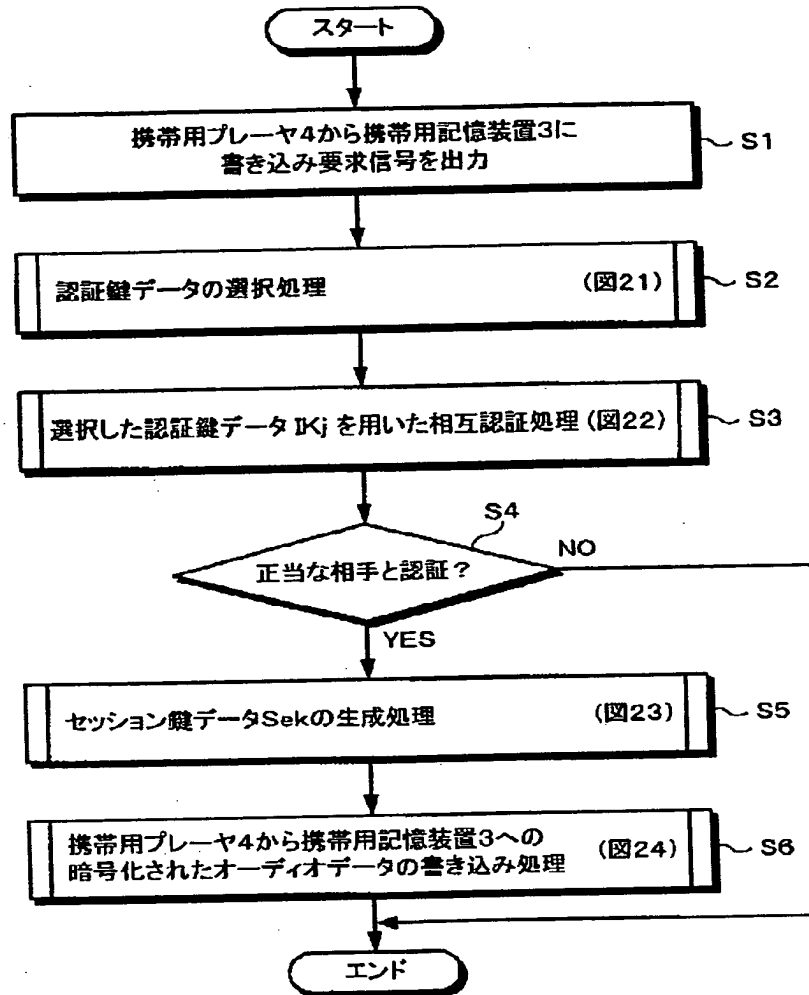 スタート
携帯用プレーヤ4から携帯用記憶装置3に
書き込み要求信号を出力
S1
認証鍵データの選択処理 (図21)
S2
選択した認証鍵データ IKj を用いた相互認証処理 (図22)
S3
S4
正当な相手と認証?
NO
YES
セッション鍵データSekの生成処理 (図23)
S5
携帯用プレーヤ4から携帯用記憶装置3への
暗号化されたオーディオデータの書き込み処理
(図24)
S6
エンド